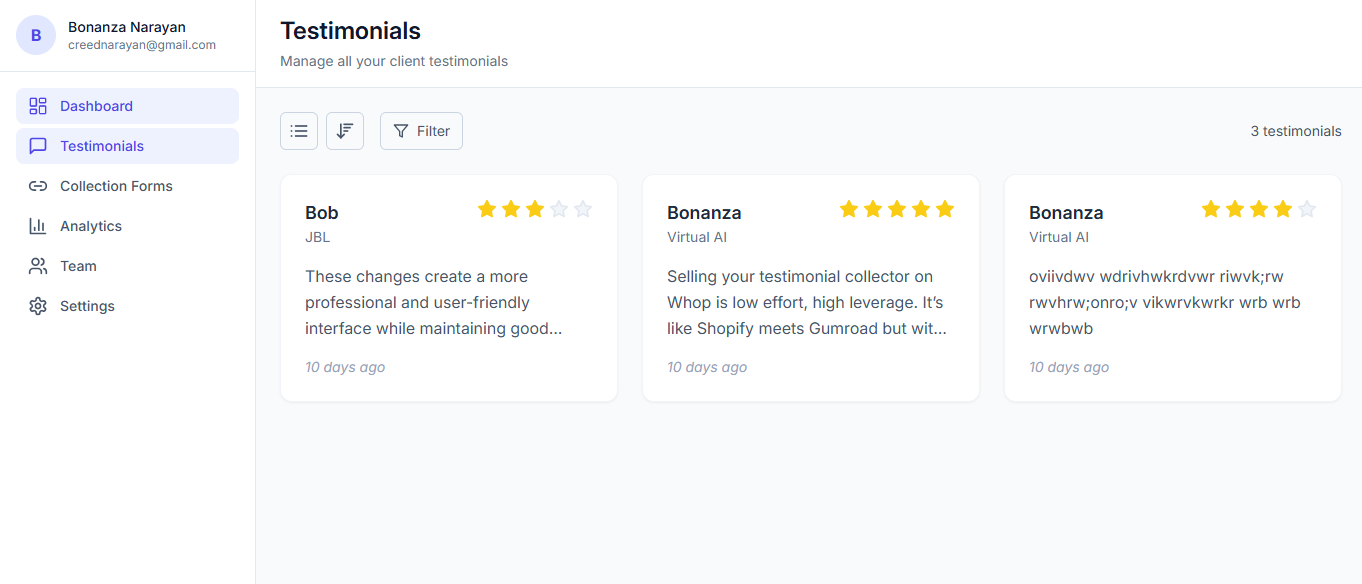 B
Bonanza Narayan
creednarayan@gmail.com
Dashboard
Testimonials
Collection Forms
Analytics
Team
Settings
Testimonials
Manage all your client testimonials
Filter
3 testimonials
Bob
JBL
These changes create a more
professional and user-friendly
interface while maintaining good...
10 days ago
Bonanza
Virtual AI
Selling your testimonial collector on
Whop is low effort, high leverage. It’s
like Shopify meets Gumroad but wit...
10 days ago
Bonanza
Virtual AI
oviivdwv wdrivhwkrdvwr riwvk;rw
rwvhrw;onro;v vikwrvkwrkr wrb wrb
wrwbwb
10 days ago